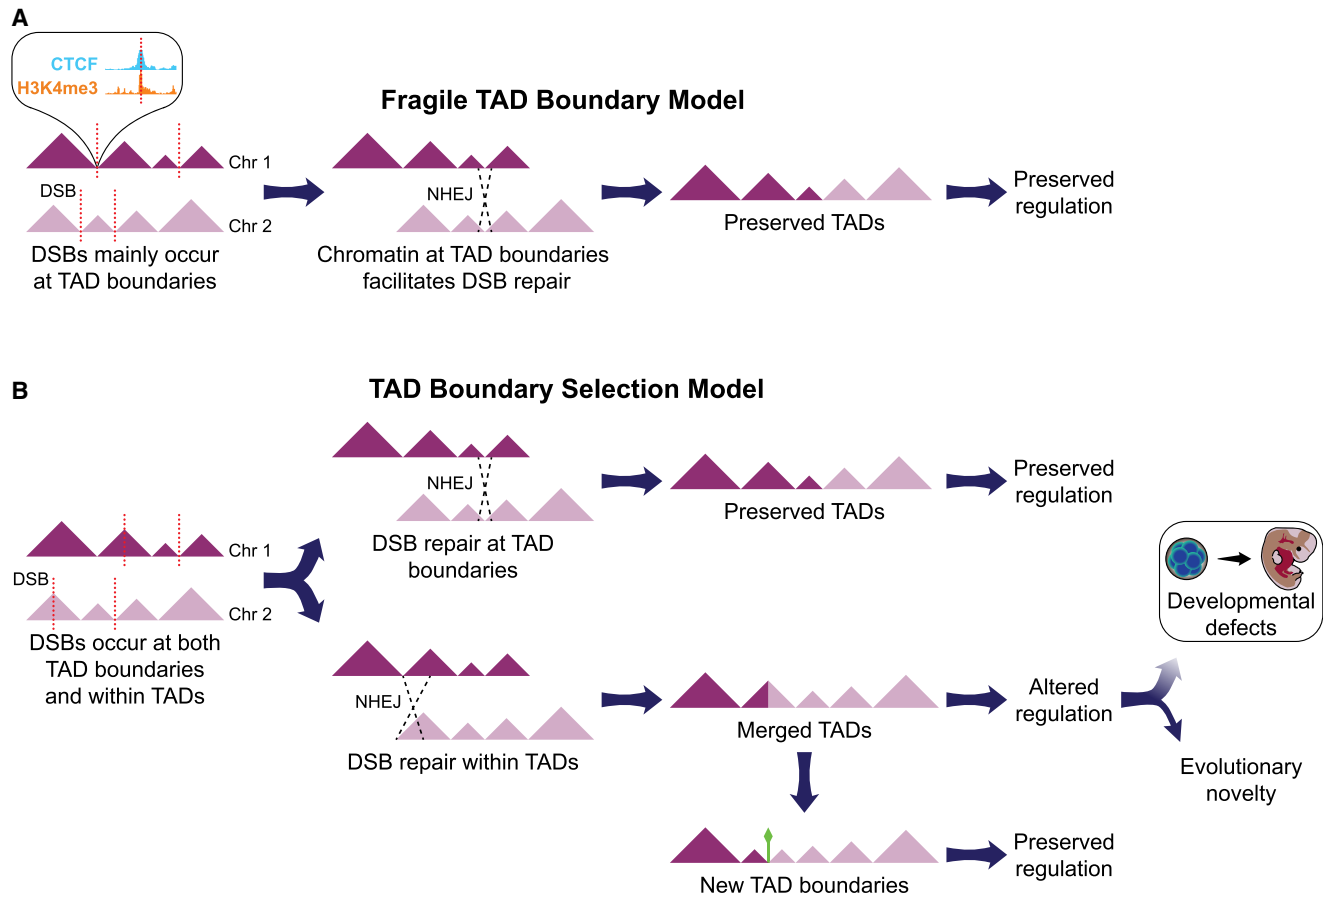 A
CTCF
H3K4me3
Fragile TAD Boundary Model
Chr 1
DSB
Chr 2
DSBs mainly occur
at TAD boundaries
NHEJ
Chromatin at TAD boundaries
facilitates DSB repair
Preserved TADs
Preserved
regulation
B
TAD Boundary Selection Model
Chr 1
DSB
Chr 2
DSBs occur at both
TAD boundaries
and within TADs
NHEJ
DSB repair at TAD
boundaries
Preserved TADs
Preserved
regulation
NHEJ
DSB repair within TADs
Merged TADs
Altered
regulation
Developmental
defects
Evolutionary
novelty
New TAD boundaries
Preserved
regulation